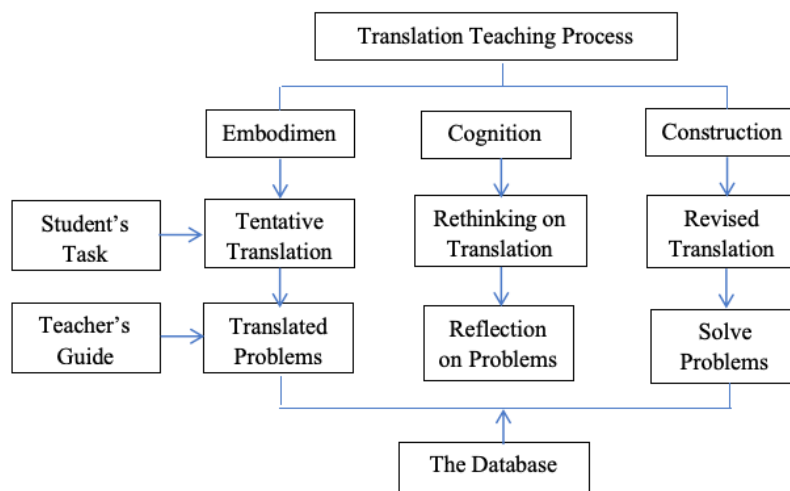 Translation Teaching Process
Embodimen
Cognition
Construction
Student's
Task
Tentative
Translation
Rethinking on
Translation
Revised
Translation
Teacher's
Guide
Translated
Problems
Reflection
on Problems
Solve
Problems
The Database